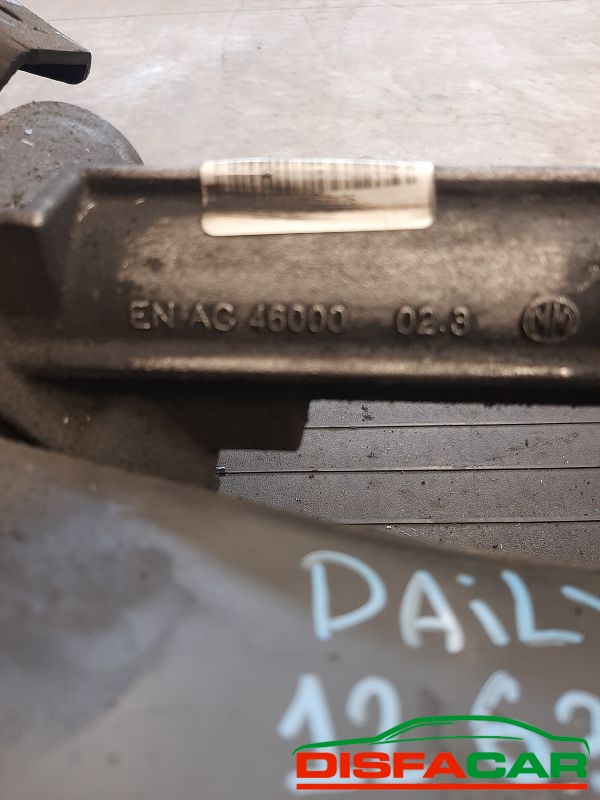 EN AC 46000 02.3
DAILY
DISFACAR